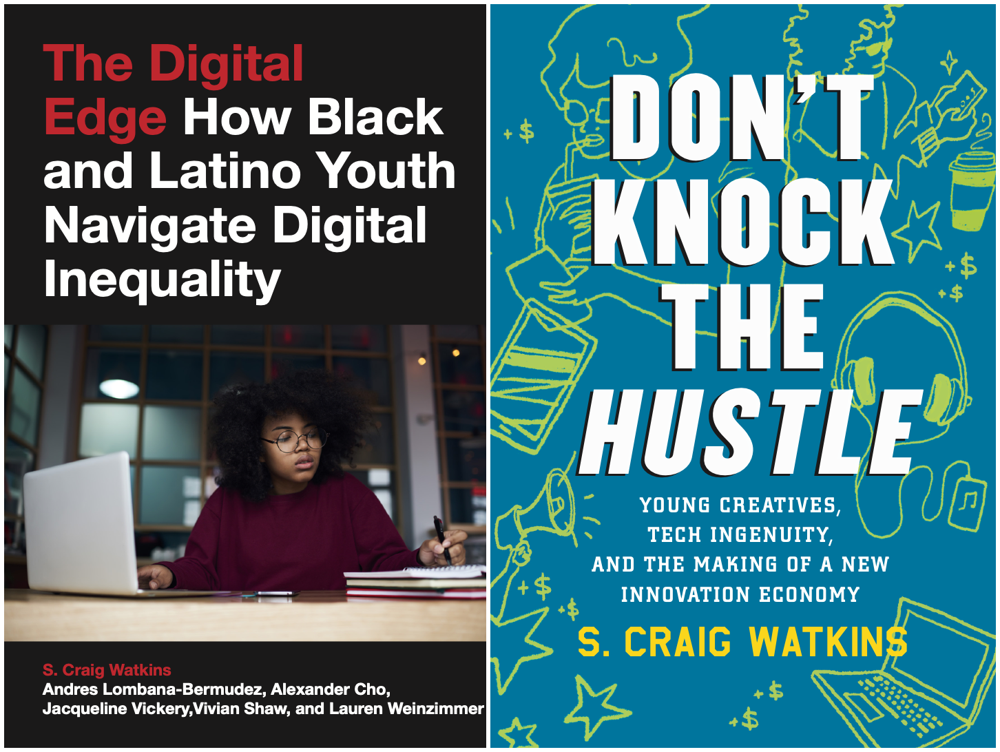 The Digital
Edge How Black
and Latino Youth
Navigate Digital
Inequality
S. Craig Watkins
Andres Lombana-Bermudez, Alexander Cho,
Jacqueline Vickery,Vivian Shaw, and Lauren Weinzimmer
DON'T
KNOCK
THE
HUSTLE
YOUNG CREATIVES,
TECH INGENUITY,
AND THE MAKING OF A NEW
INNOVATION ECONOMY
S. CRAIG WATKINS
+$
+$
+$
+$
+$
+$
+$